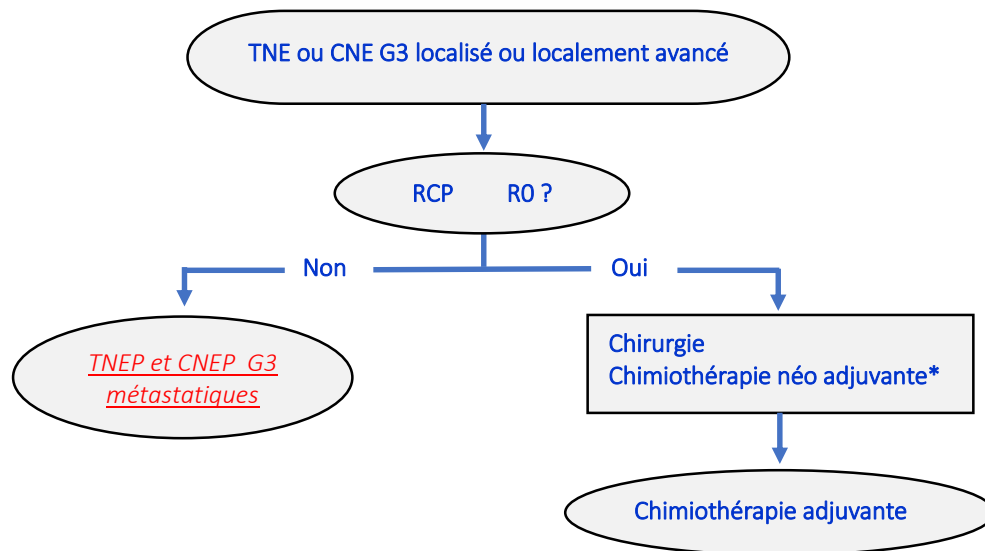 TNE ou CNE G3 localisé ou localement avancé
RCP R0 ?
Non
Oui
TNEP et CNEP G3
métastatiques
Chirurgie
Chimiothérapie néo adjuvante*
Chimiothérapie adjuvante